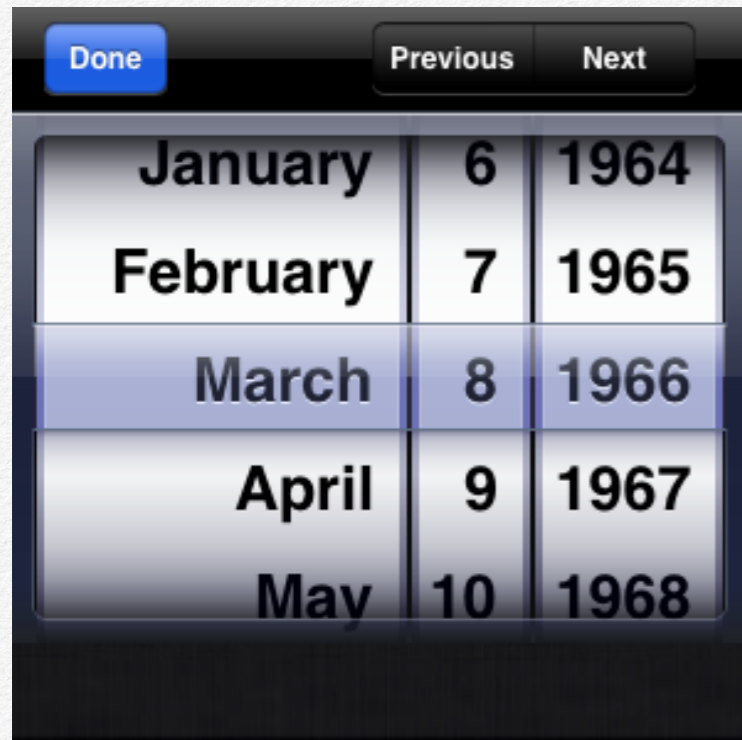 Done Previous Next
January 6 1964
February 7 1965
March 8 1966
April 9 1967
May 10 1968